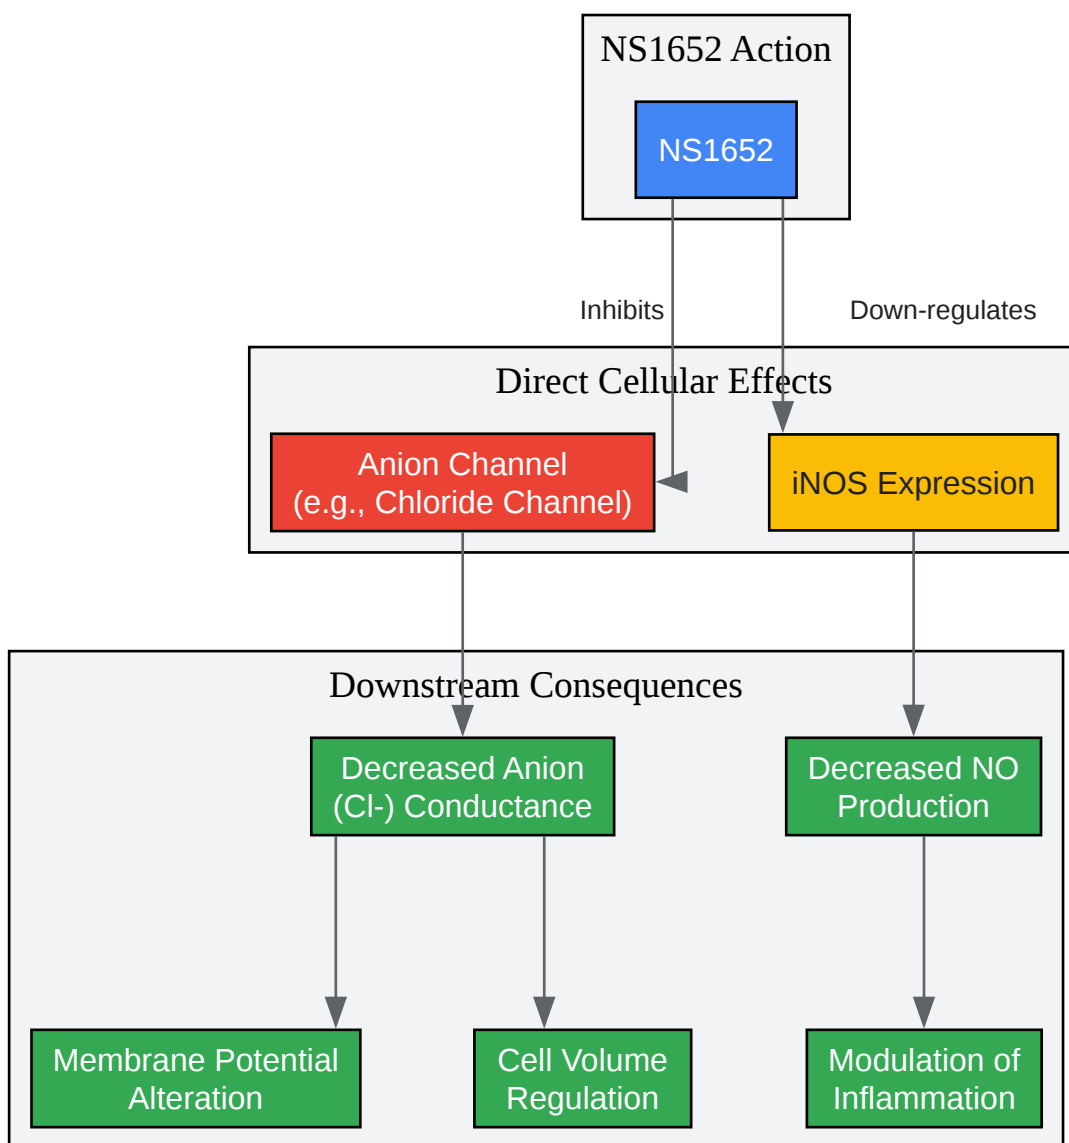 NS1652 Action
NS1652
Inhibits
Down-regulates
Direct Cellular Effects
Anion Channel
(e.g., Chloride Channel)
iNOS Expression
Downstream Consequences
Decreased Anion
(Cl-) Conductance
Decreased NO
Production
Membrane Potential
Alteration
Cell Volume
Regulation
Modulation of
Inflammation